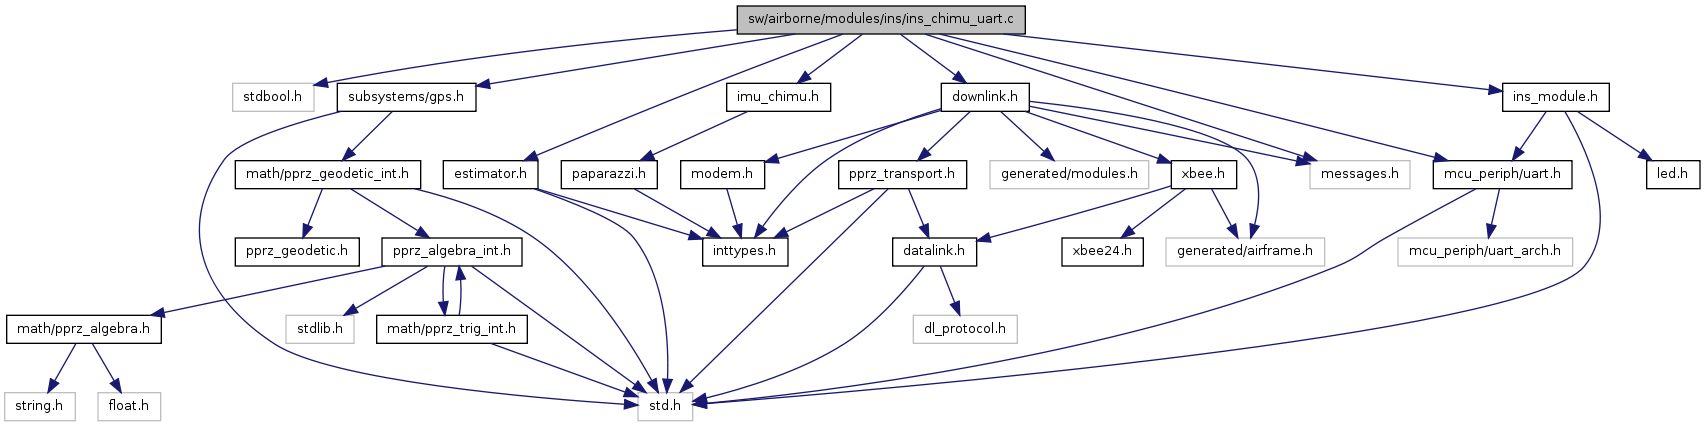 sw/airborne/modules/ins/ins_chimu_uart.c
stdbool.h
subsystems/gps.h
imu_chimu.h
downlink.h
ins_module.h
math/pprz_geodetic_int.h
estimator.h
paparazzi.h
modem.h
pprz_transport.h
generated/modules.h
xbee.h
messages.h
mcu_periph/uart.h
led.h
pprz_geodetic.h
pprz_algebra_int.h
inttypes.h
datalink.h
xbee24.h
generated/airframe.h
mcu_periph/uart_arch.h
math/pprz_algebra.h
stdlib.h
math/pprz_trig_int.h
dl_protocol.h
string.h
float.h
std.h